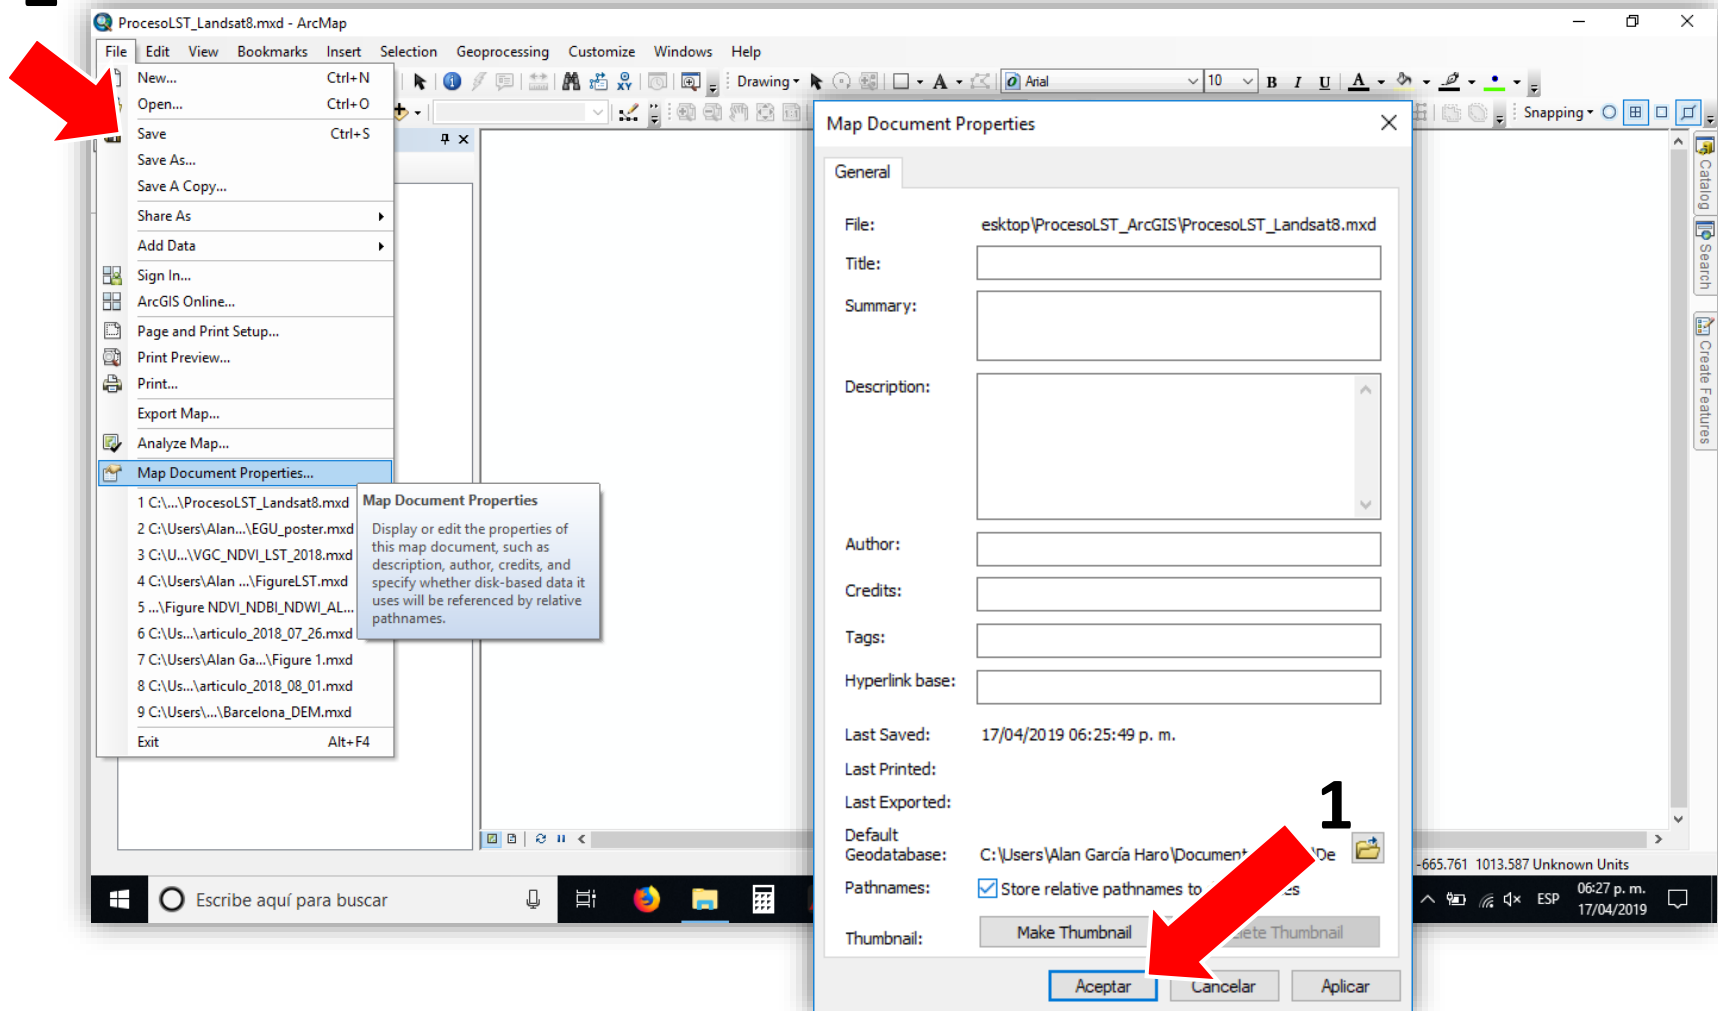 ProcesoLST_Landsat8.mxd - ArcMap
File Edit View Bookmarks Insert Selection Geoprocessing Customize Windows Help
New... Ctrl+N
Drawing
Arial 10 B I U A
Open... Ctrl+O
Snapping
Save Ctrl+S
Save As...
Save A Copy...
Share As
Add Data
Sign In...
ArcGIS Online...
Page and Print Setup...
Print Preview...
Print...
Export Map...
Analyze Map...
Map Document Properties...
1 C:\...\ProcesoLST_Landsat8.mxd
2 C:\Users\Alan...\EGU_poster.mxd
3 C:\U...\VGC_NDVI_LST_2018.mxd
4 C:\Users\Alan ...\FigureLST.mxd
5 ...\Figure NDVI_NDBI_NDWI_AL...
6 C:\Us...\articulo_2018_07_26.mxd
7 C:\Users\Alan Ga...\Figure 1.mxd
8 C:\Us...\articulo_2018_08_01.mxd
9 C:\Users\...\Barcelona_DEM.mxd
Exit Alt+F4
Map Document Properties
Display or edit the properties of
this map document, such as
description, author, credits, and
specify whether disk-based data it
uses will be referenced by relative
pathnames.
Map Document Properties
General
File: esktop\ProcesoLST_ArcGIS\ProcesoLST_Landsat8.mxd
Title:
Summary:
Description:
Author:
Credits:
Tags:
Hyperlink base:
Last Saved: 17/04/2019 06:25:49 p. m.
Last Printed:
Last Exported:
1
Default
Geodatabase: C:\Users\Alan García Haro\Document \De
Pathnames: Store relative pathnames to
Thumbnail: Make Thumbnail Thumbnail
Aceptar Cancelar Aplicar
Catalog
Search
Create Features
-665.761 1013.587 Unknown Units
Escribe aquí para buscar
ESP
06:27 p. m.
17/04/2019